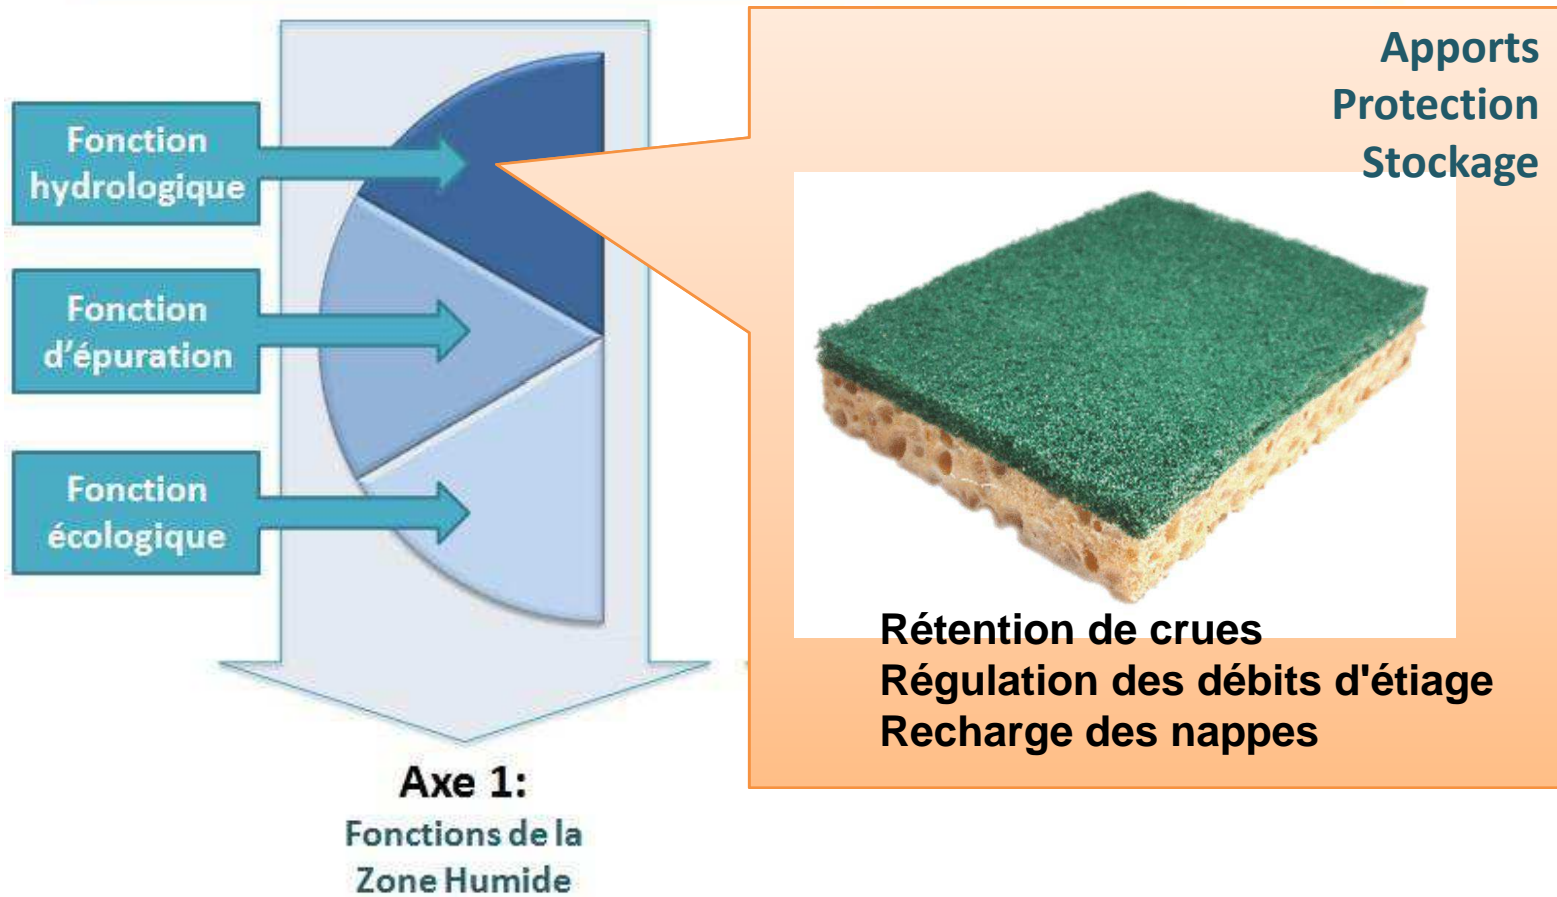 Fonction
hydrologique
Fonction
d'épuration
Fonction
écologique
Axe 1:
Fonctions de la
Zone Humide
Apports
Protection
Stockage
Rétention de crues
Régulation des débits d'étiage
Recharge des nappes